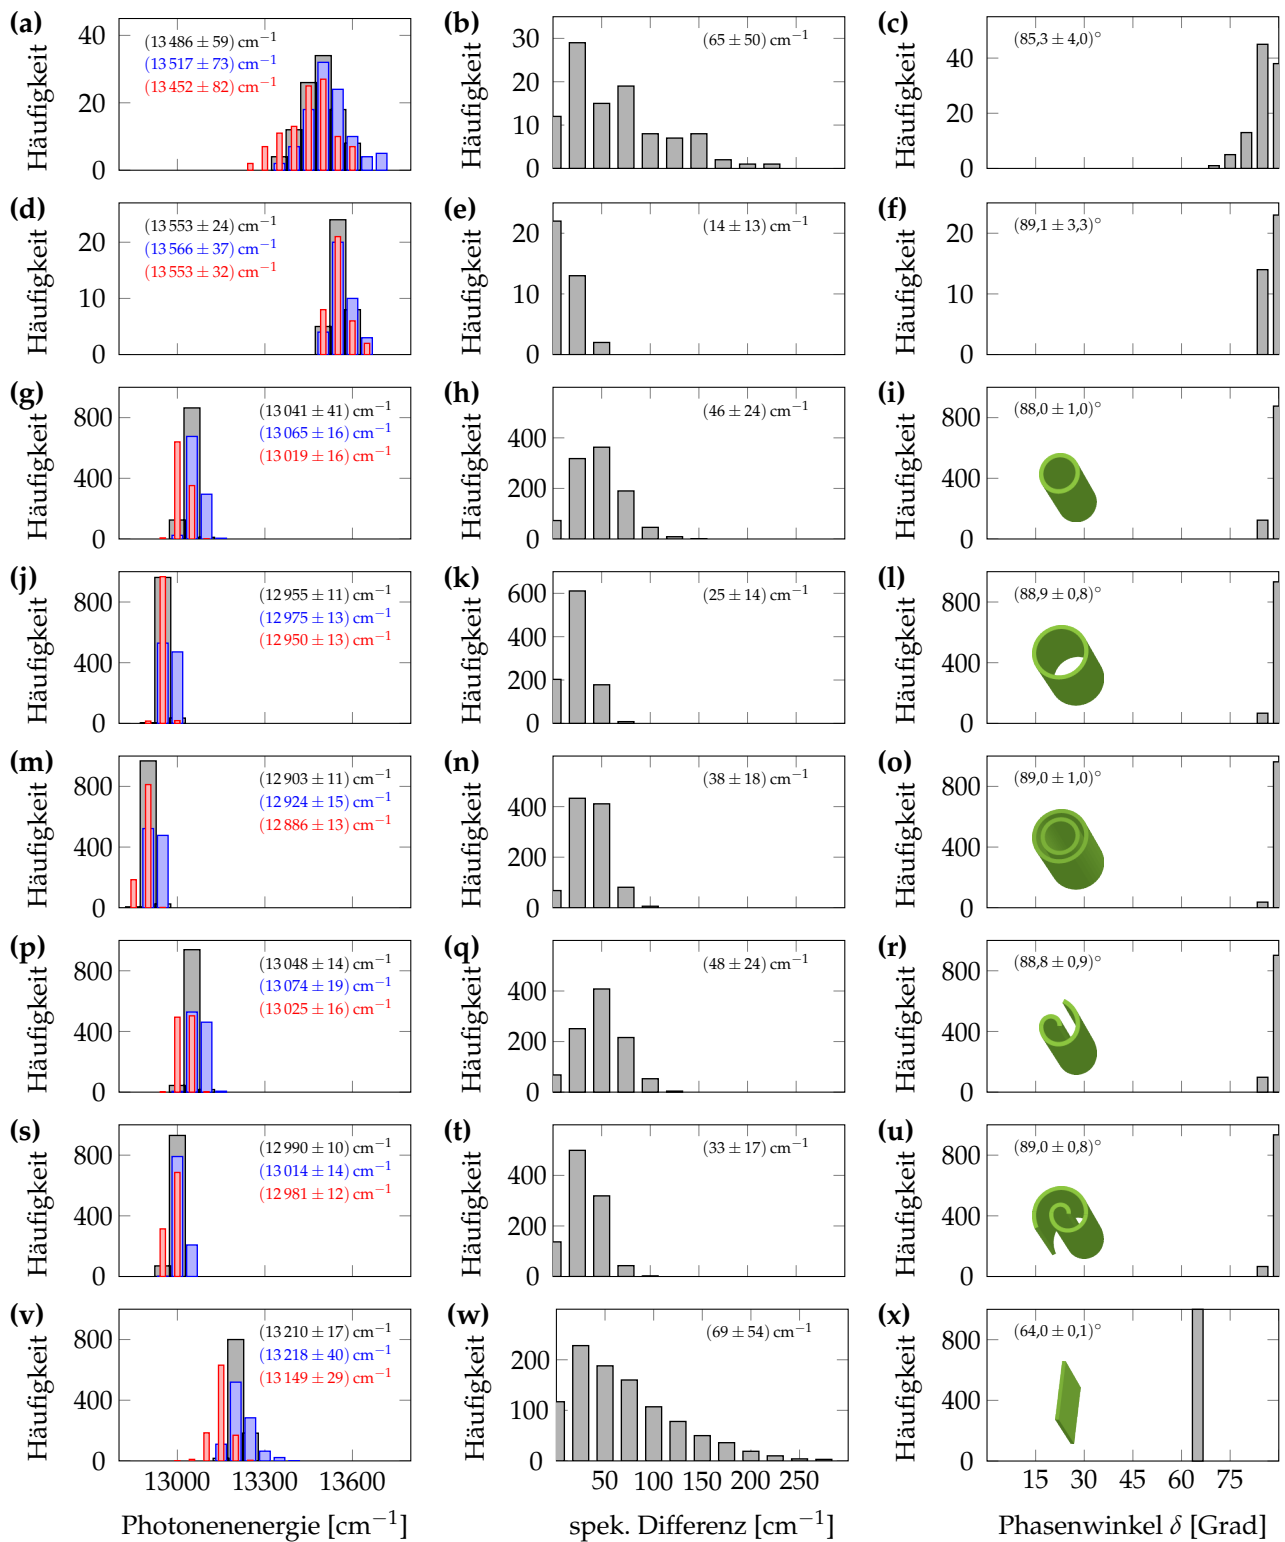 (a)
Häufigkeit
40
20
0
(13 486 ± 59) cm⁻¹
(13 517 ± 73) cm⁻¹
(13 452 ± 82) cm⁻¹
(b)
Häufigkeit
30
20
10
0
(65 ± 50) cm⁻¹
(c)
Häufigkeit
40
20
0
(85,3 ± 4,0)°
(d)
Häufigkeit
20
10
0
(13 553 ± 24) cm⁻¹
(13 566 ± 37) cm⁻¹
(13 553 ± 32) cm⁻¹
(e)
Häufigkeit
20
10
0
(14 ± 13) cm⁻¹
(f)
Häufigkeit
20
10
0
(89,1 ± 3,3)°
(g)
Häufigkeit
800
400
0
(13 041 ± 41) cm⁻¹
(13 065 ± 16) cm⁻¹
(13 019 ± 16) cm⁻¹
(h)
Häufigkeit
400
200
0
(46 ± 24) cm⁻¹
(i)
Häufigkeit
800
400
0
(88,0 ± 1,0)°
(j)
Häufigkeit
800
400
0
(12 955 ± 11) cm⁻¹
(12 975 ± 13) cm⁻¹
(12 950 ± 13) cm⁻¹
(k)
Häufigkeit
600
400
200
0
(25 ± 14) cm⁻¹
(l)
Häufigkeit
800
400
0
(88,9 ± 0,8)°
(m)
Häufigkeit
800
400
0
(12 903 ± 11) cm⁻¹
(12 924 ± 15) cm⁻¹
(12 886 ± 13) cm⁻¹
(n)
Häufigkeit
400
200
0
(38 ± 18) cm⁻¹
(o)
Häufigkeit
800
400
0
(89,0 ± 1,0)°
(p)
Häufigkeit
800
400
0
(13 048 ± 14) cm⁻¹
(13 074 ± 19) cm⁻¹
(13 025 ± 16) cm⁻¹
(q)
Häufigkeit
400
200
0
(48 ± 24) cm⁻¹
(r)
Häufigkeit
800
400
0
(88,8 ± 0,9)°
(s)
Häufigkeit
800
400
0
(12 990 ± 10) cm⁻¹
(13 014 ± 14) cm⁻¹
(12 981 ± 12) cm⁻¹
(t)
Häufigkeit
400
200
0
(33 ± 17) cm⁻¹
(u)
Häufigkeit
800
400
0
(89,0 ± 0,8)°
(v)
Häufigkeit
800
400
0
(13 210 ± 17) cm⁻¹
(13 218 ± 40) cm⁻¹
(13 149 ± 29) cm⁻¹
13000 13300 13600
Photonenenergie [cm⁻¹]
(w)
Häufigkeit
200
100
0
(69 ± 54) cm⁻¹
50 100 150 200 250
spek. Differenz [cm⁻¹]
(x)
Häufigkeit
800
400
0
(64,0 ± 0,1)°
15 30 45 60 75
Phasenwinkel δ [Grad]